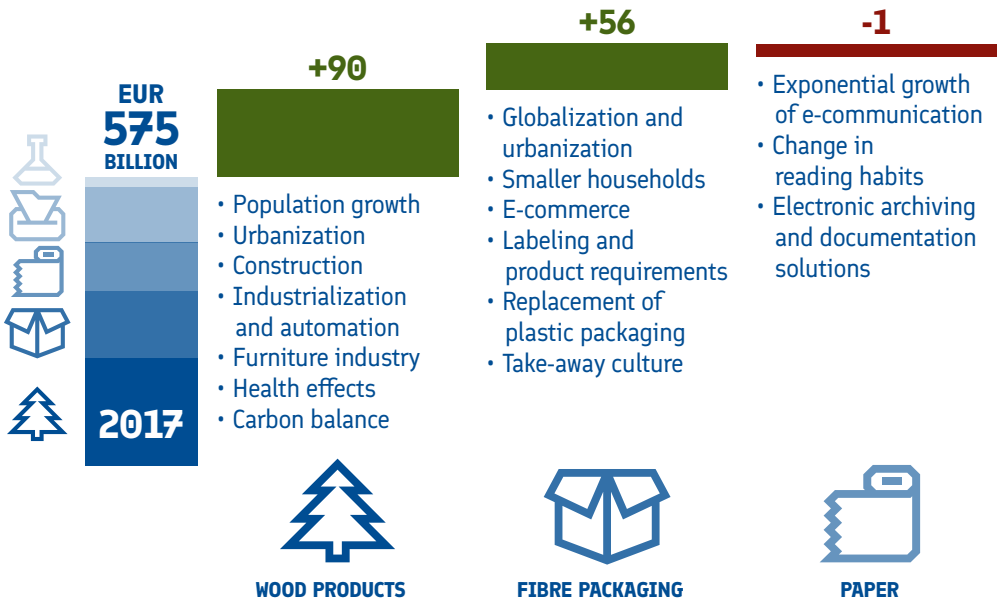 EUR
575
BILLION
2017
+90
• Population growth
• Urbanization
• Construction
• Industrialization
and automation
• Furniture industry
• Health effects
• Carbon balance
WOOD PRODUCTS
+56
• Globalization and
urbanization
• Smaller households
• E-commerce
• Labeling and
product requirements
• Replacement of
plastic packaging
• Take-away culture
FIBRE PACKAGING
-1
• Exponential growth
of e-communication
• Change in
reading habits
• Electronic archiving
and documentation
solutions
PAPER